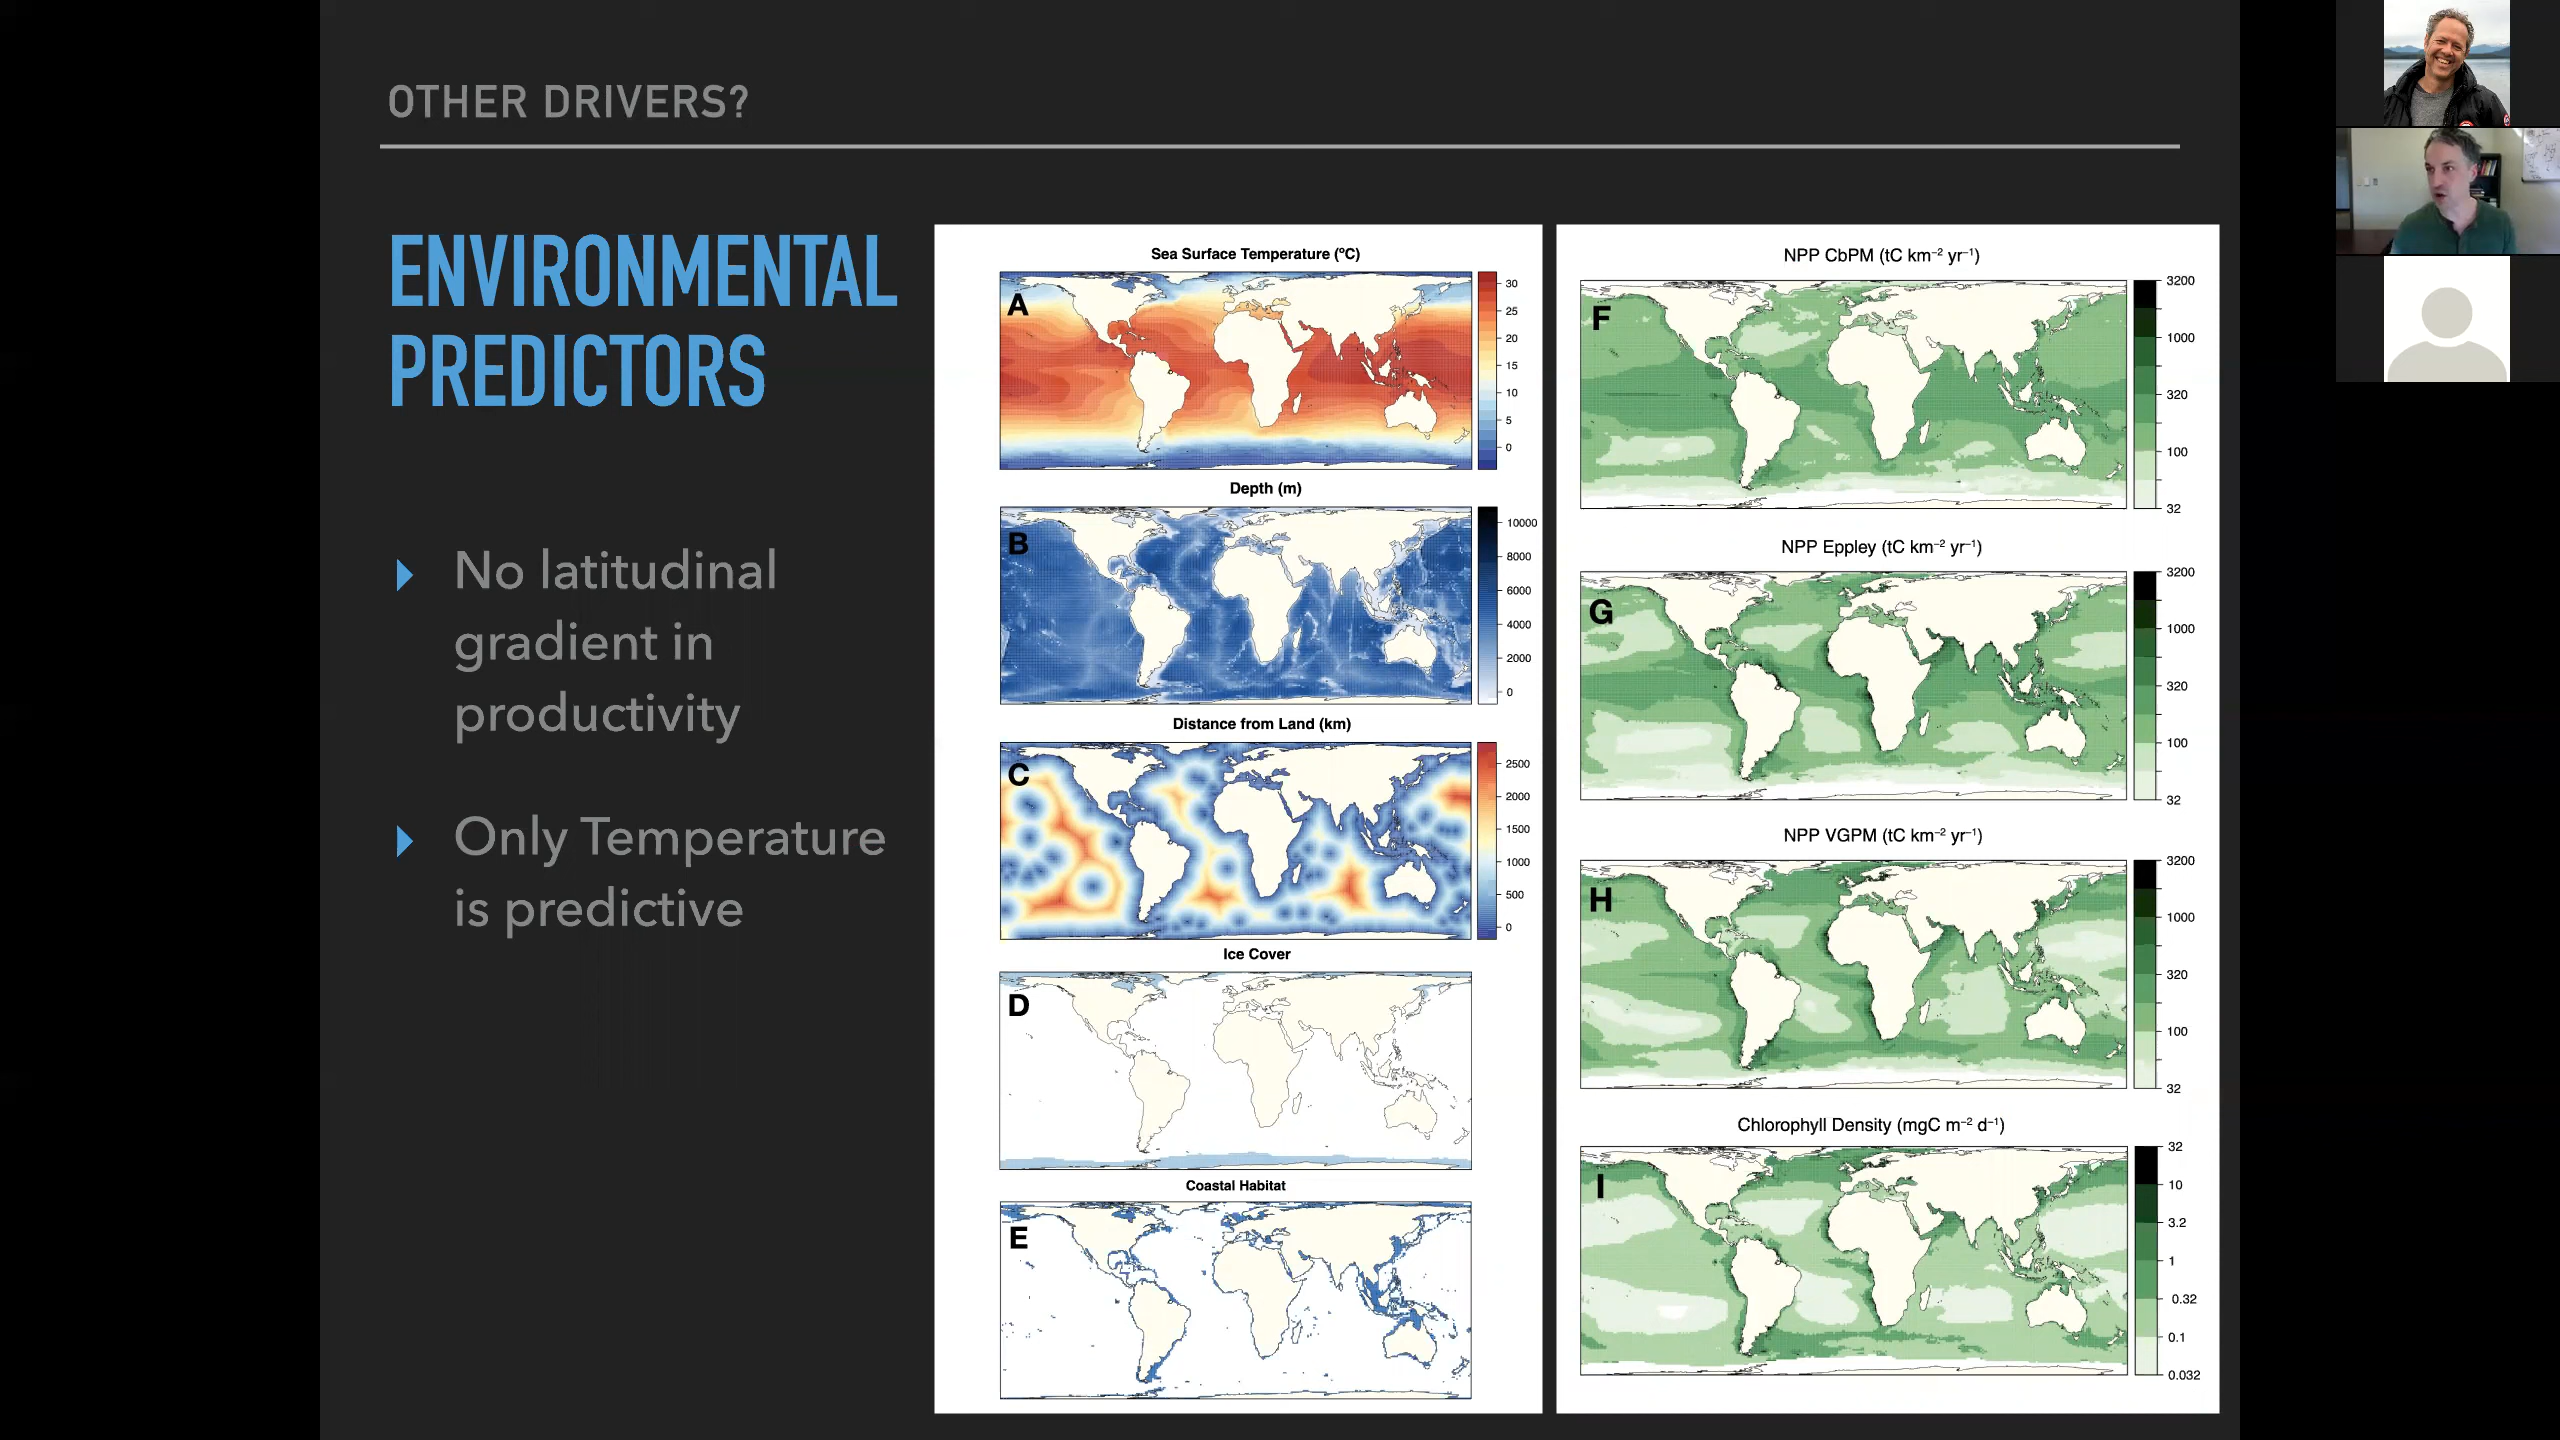 OTHER DRIVERS?
ENVIRONMENTAL
PREDICTORS
No latitudinal
gradient in
productivity
Only Temperature
is predictive
Sea Surface Temperature (°C)
A
30
25
20
15
10
5
0
Depth (m)
B
10000
8000
6000
4000
2000
0
Distance from Land (km)
C
2500
2000
1500
1000
500
0
Ice Cover
D
Coastal Habitat
E
NPP CbPM (tC km⁻² yr⁻¹)
F
3200
1000
320
100
32
NPP Eppley (tC km⁻² yr⁻¹)
G
3200
1000
320
100
32
NPP VGPM (tC km⁻² yr⁻¹)
H
3200
1000
320
100
32
Chlorophyll Density (mgC m⁻² d⁻¹)
I
32
10
3.2
1
0.32
0.1
0.032